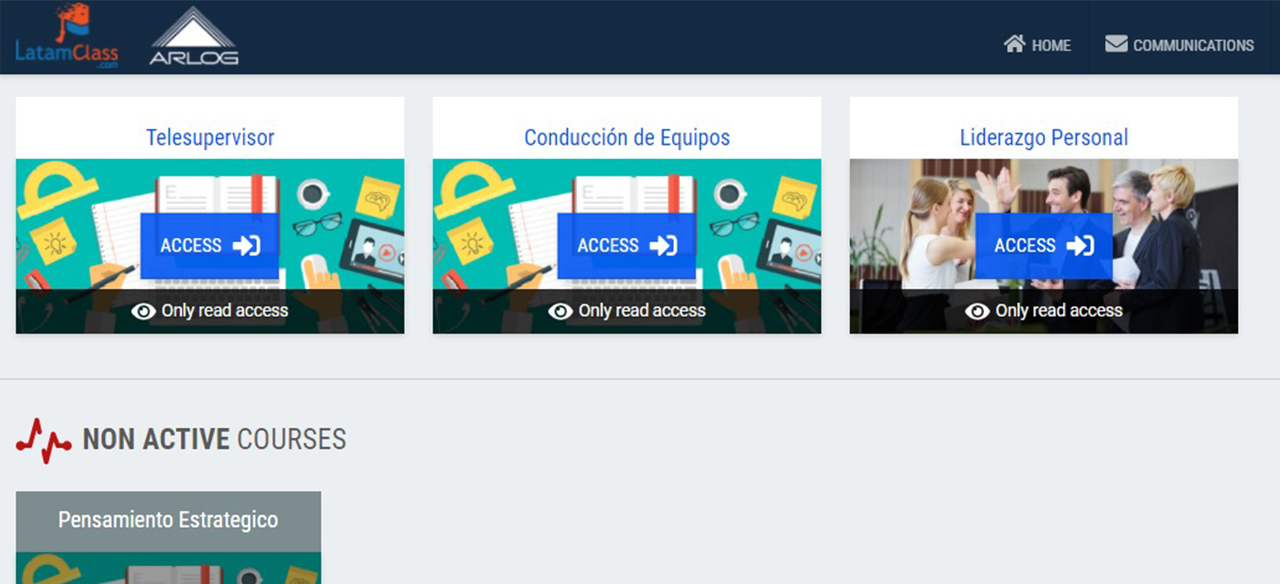 LatamClass
.com
ARLOG
HOME
COMMUNICATIONS
Telesupervisor
ACCESS
Only read access
Conducción de Equipos
ACCESS
Only read access
Liderazgo Personal
ACCESS
Only read access
NON ACTIVE COURSES
Pensamiento Estrategico